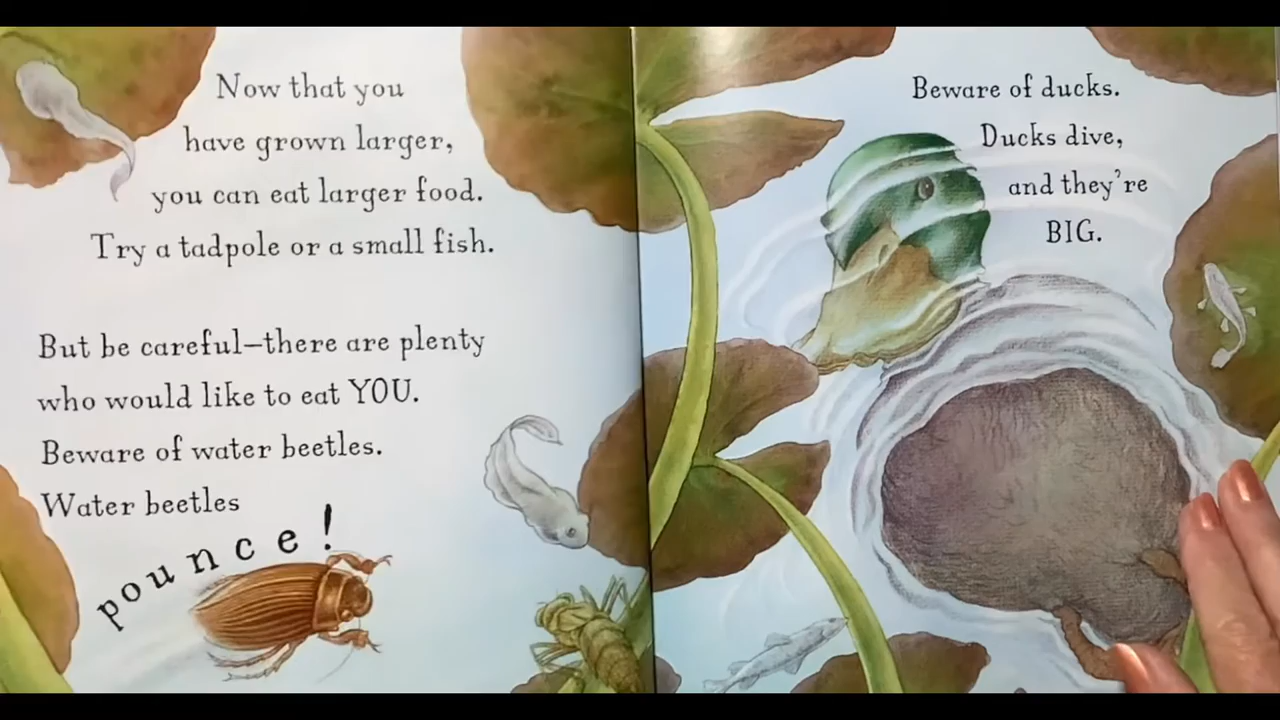 Now that you
have grown larger,
you can eat larger food.
Try a tadpole or a small fish.
But be careful—there are plenty
who would like to eat YOU.
Beware of water beetles.
Water beetles
pounce!
Beware of ducks.
Ducks dive,
and they're
BIG.